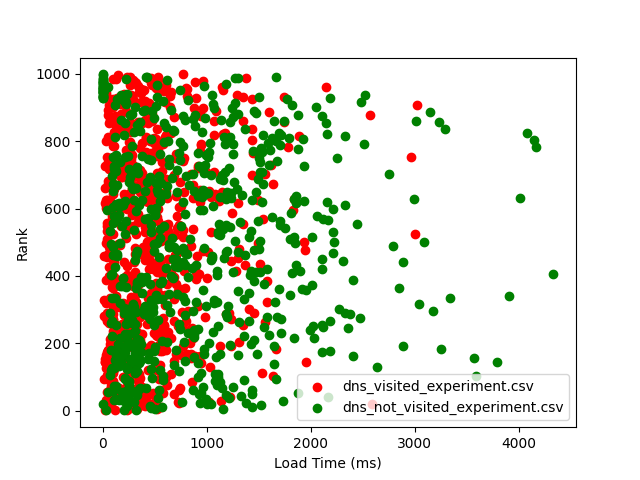 1000
800
600
400
200
0
Rank
0 1000 2000 3000 4000
Load Time (ms)
dns_visited_experiment.csv
dns_not_visited_experiment.csv